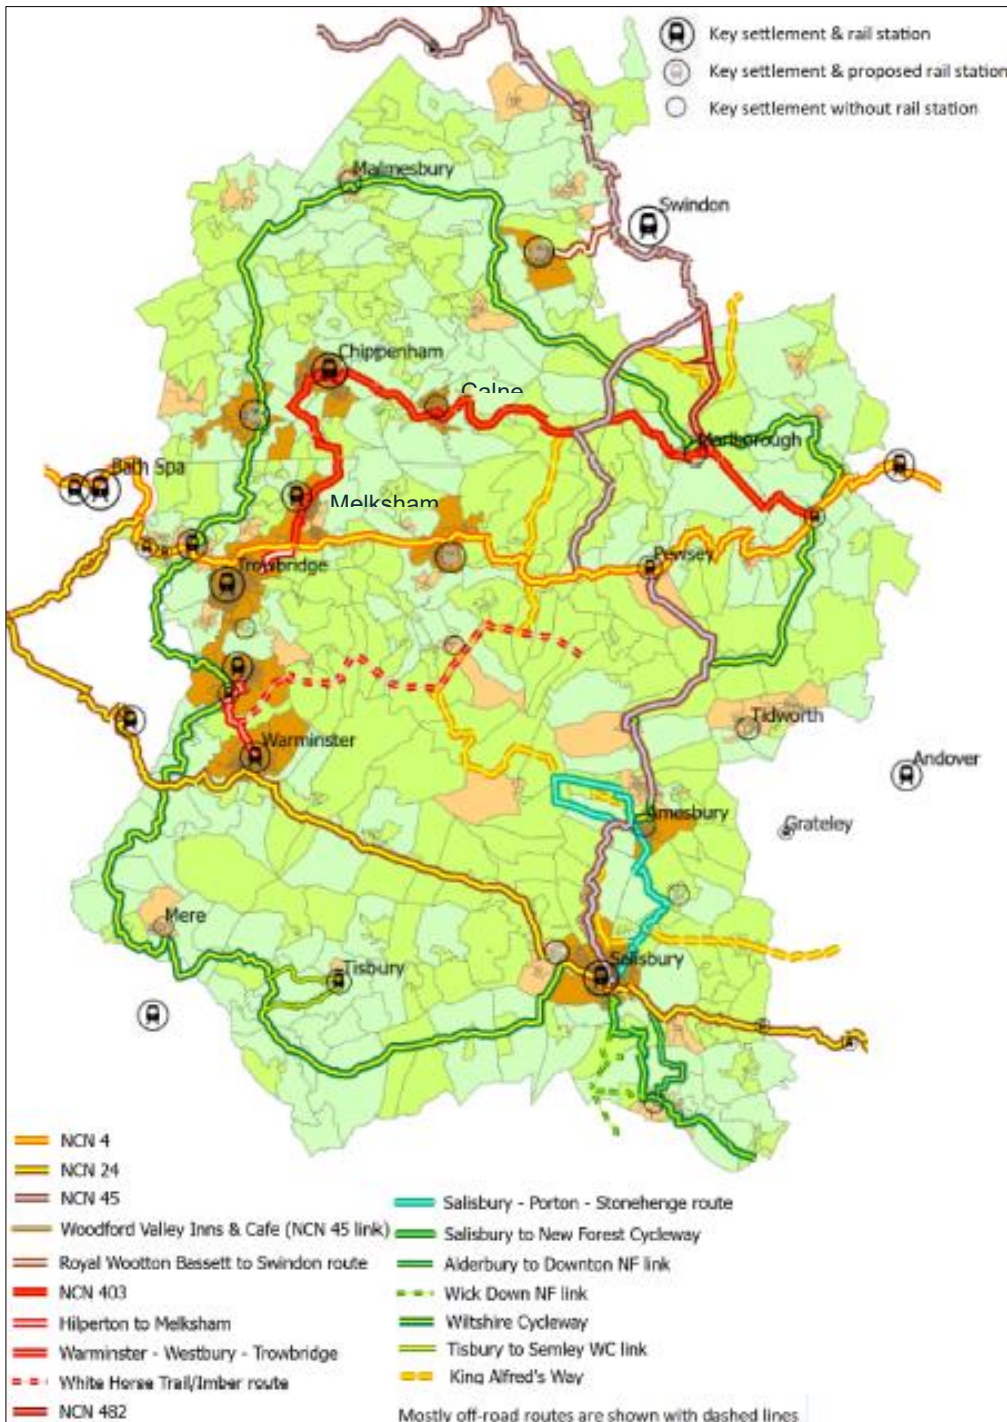 Key settlement & rail station
Key settlement & proposed rail station
Key settlement without rail station
Malmesbury
Swindon
Chippenham
Calne
Marlborough
Bath Spa
Melksham
Trowbridge
Pewsey
Tidworth
Warminster
Andover
Amesbury
Grateley
Mere
Tisbury
Salisbury
NCN 4
NCN 24
NCN 45
Woodford Valley Inns & Cafe (NCN 45 link)
Royal Wootton Bassett to Swindon route
NCN 403
Hilperton to Melksham
Warminster - Westbury - Trowbridge
White Horse Trail/Imber route
NCN 482
Salisbury - Porton - Stonehenge route
Salisbury to New Forest Cycleway
Alderbury to Downton NF link
Wick Down NF link
Wiltshire Cycleway
Tisbury to Semley WC link
King Alfred's Way
Mostly off-road routes are shown with dashed lines